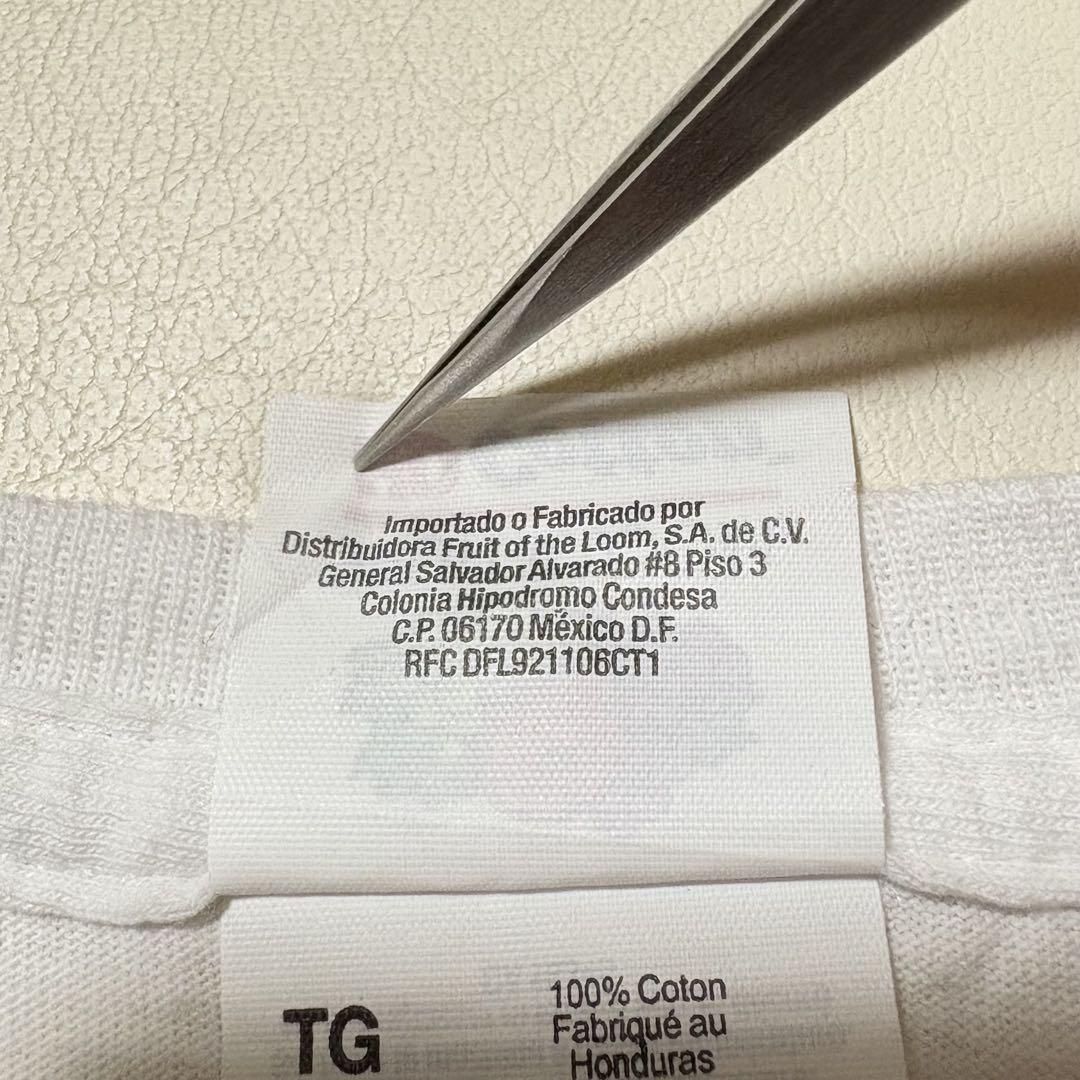 Importado o Fabricado por
Distribuidora Fruit of the Loom, S.A. de C.V.
General Salvador Alvarado #8 Piso 3
Colonia Hipodromo Condesa
C.P. 06170 México D.F.
RFC DFL921106CT1
TG
100% Coton
Fabriqué au
Honduras